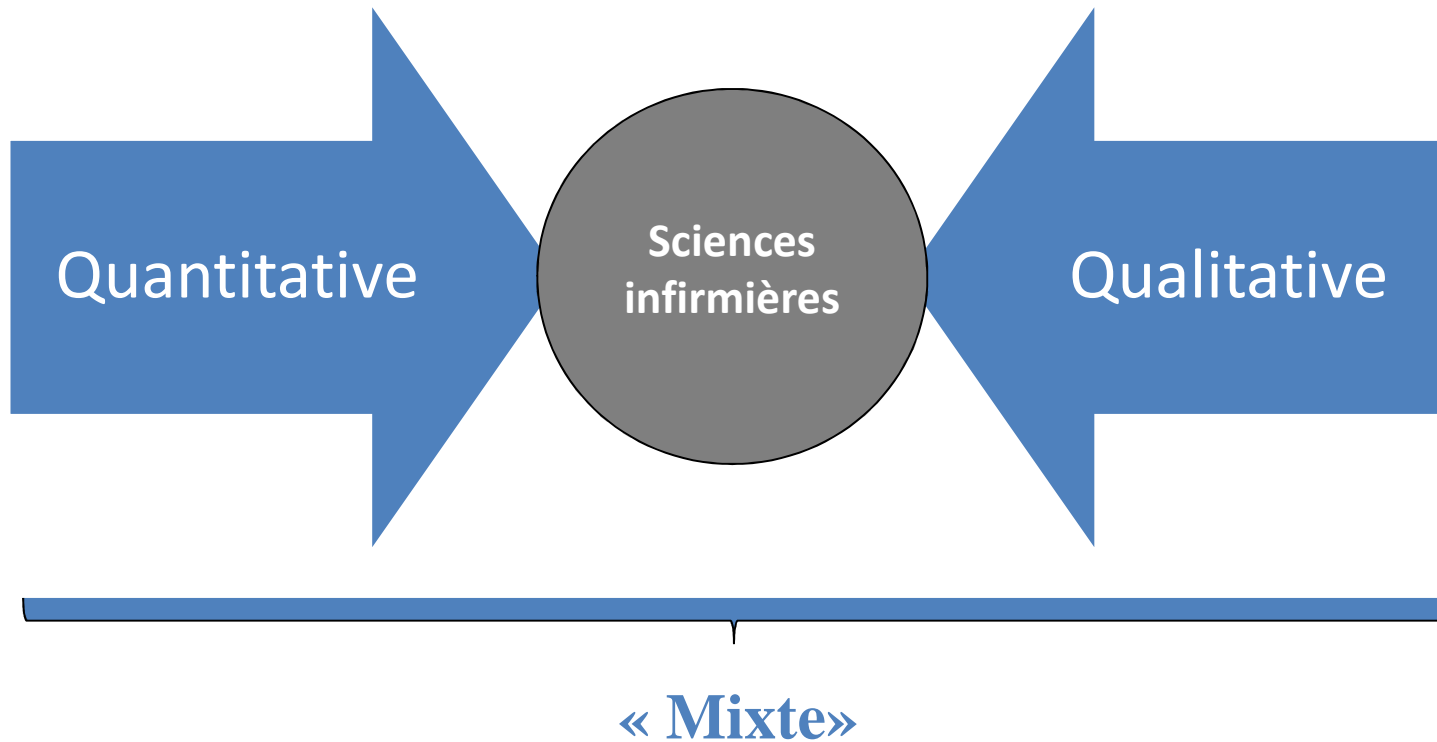 Quantitative
Sciences
infirmières
Qualitative
« Mixte»